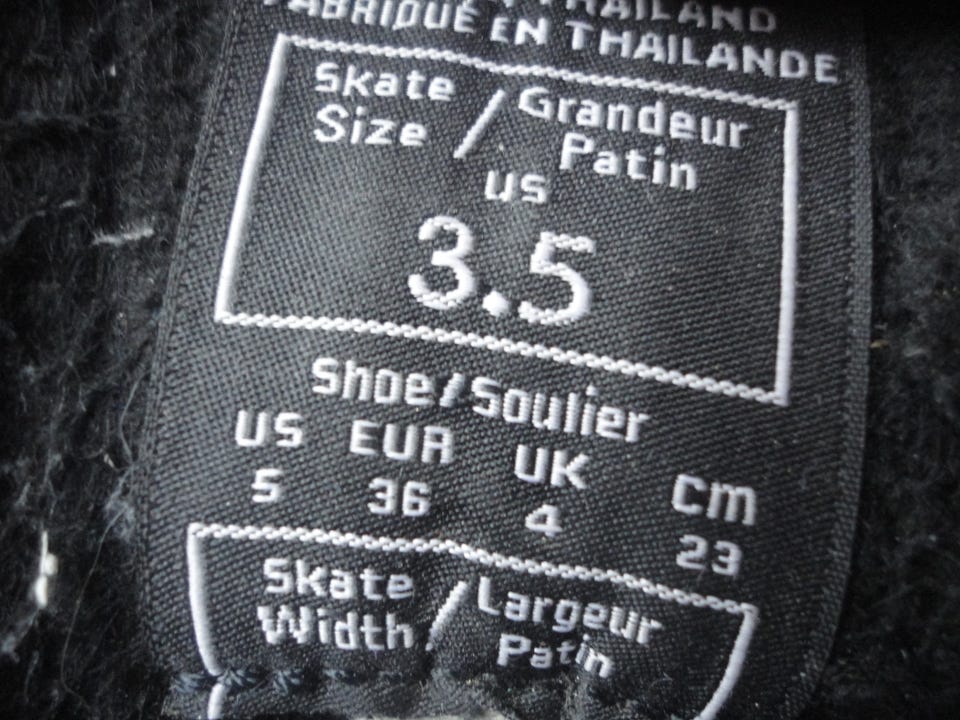 THAILAND
FABRIQUÉ EN THAILANDE
Skate Size / Grandeur Patin
US
3.5
Shoe/Soulier
US EUR UK Cm
5 36 4 23
Skate Width / Largeur Patin